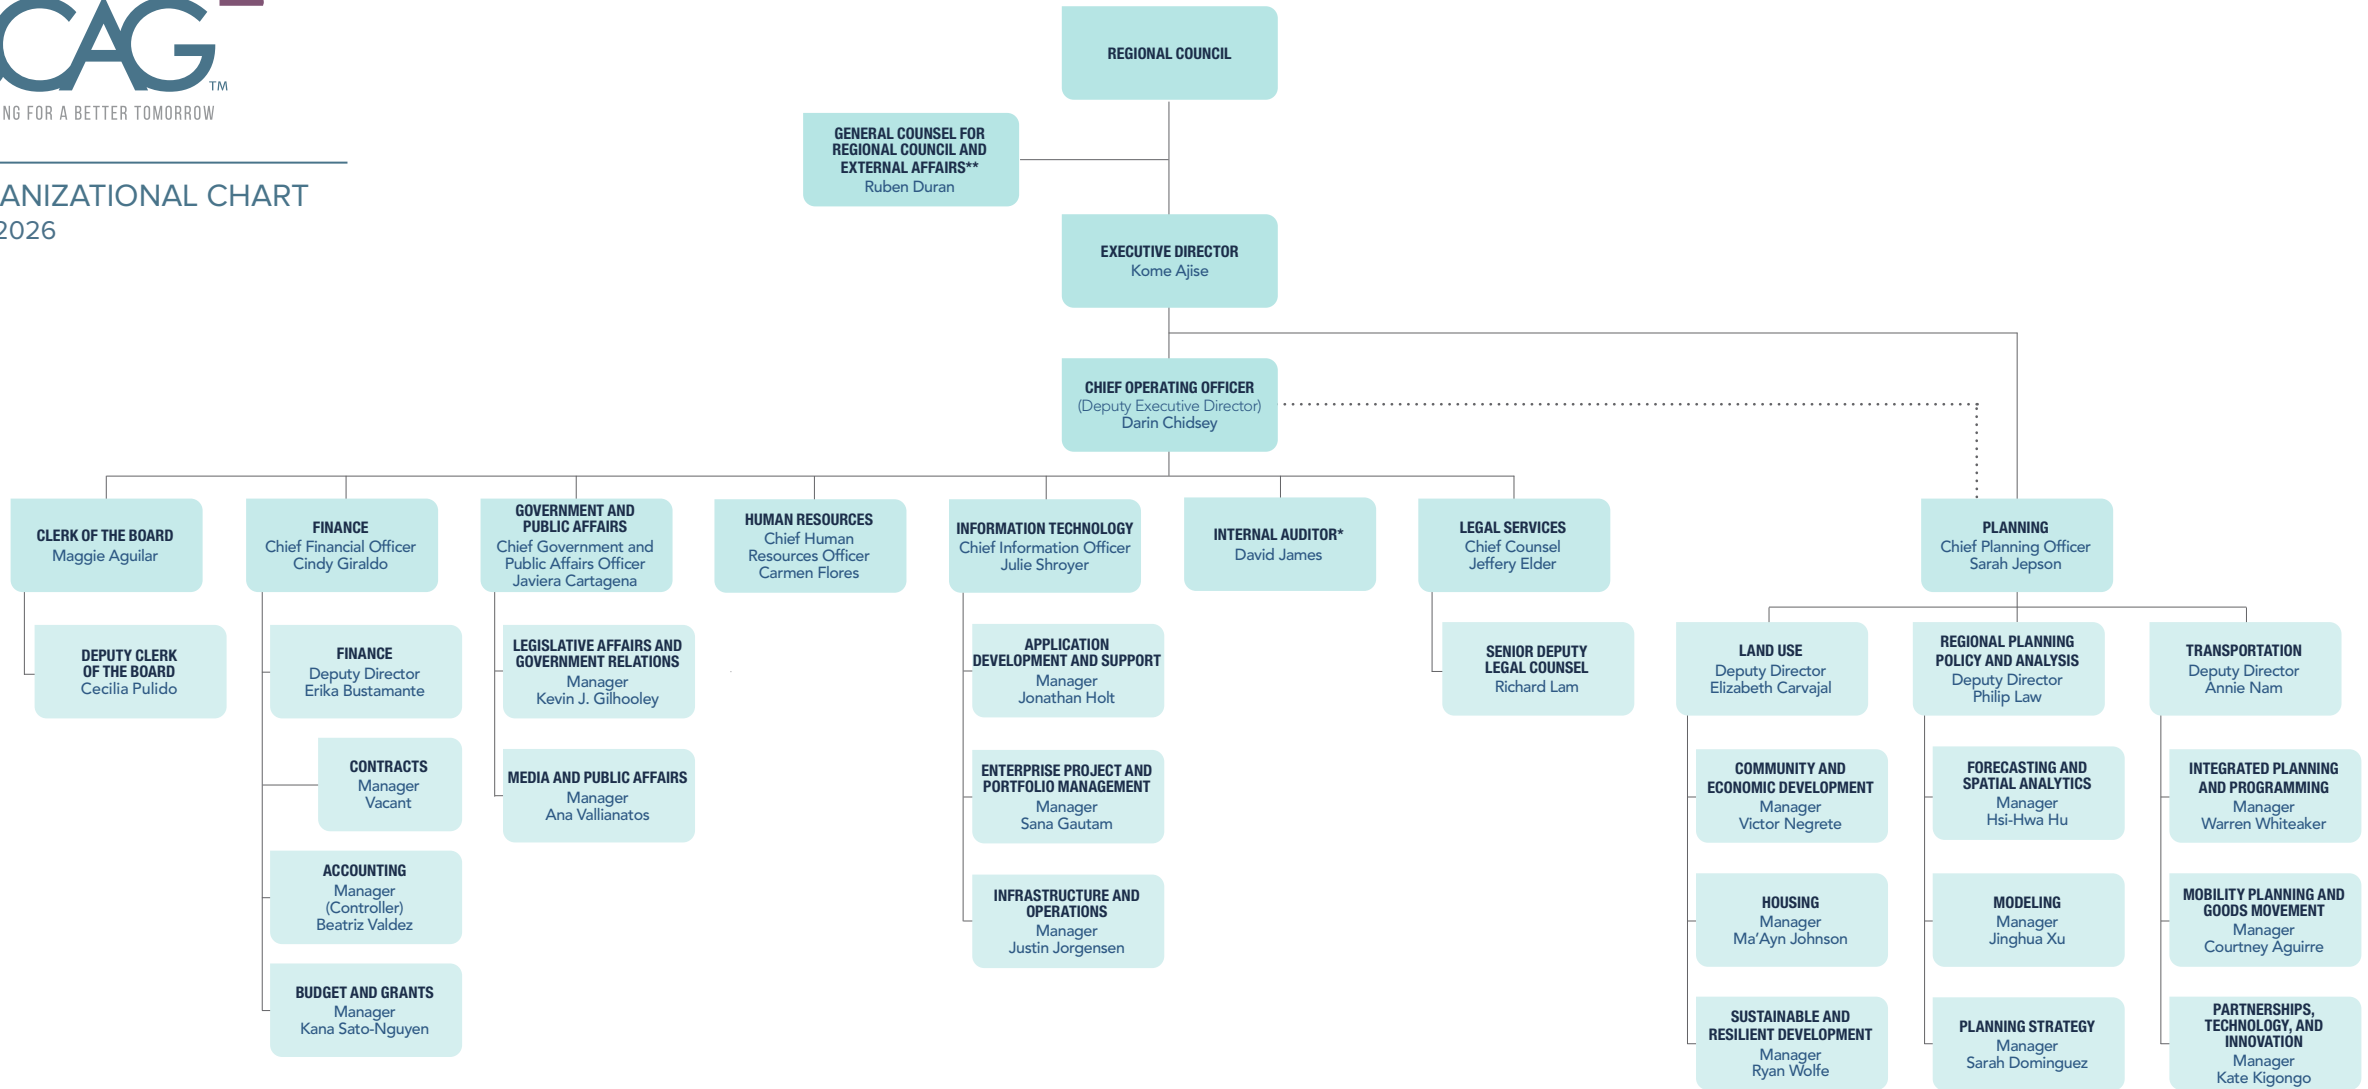 CAG
TM
NG FOR A BETTER TOMORROW
ANIZATIONAL CHART
2026
REGIONAL COUNCIL
GENERAL COUNSEL FOR
REGIONAL COUNCIL AND
EXTERNAL AFFAIRS**
Ruben Duran
EXECUTIVE DIRECTOR
Kome Ajise
CHIEF OPERATING OFFICER
(Deputy Executive Director)
Darin Chidsey
CLERK OF THE BOARD
Maggie Aguilar
DEPUTY CLERK
OF THE BOARD
Cecilia Pulido
FINANCE
Chief Financial Officer
Cindy Giraldo
FINANCE
Deputy Director
Erika Bustamante
CONTRACTS
Manager
Vacant
ACCOUNTING
Manager
(Controller)
Beatriz Valdez
BUDGET AND GRANTS
Manager
Kana Sato-Nguyen
GOVERNMENT AND
PUBLIC AFFAIRS
Chief Government and
Public Affairs Officer
Javiera Cartagena
LEGISLATIVE AFFAIRS AND
GOVERNMENT RELATIONS
Manager
Kevin J. Gilhooley
MEDIA AND PUBLIC AFFAIRS
Manager
Ana Vallianatos
HUMAN RESOURCES
Chief Human
Resources Officer
Carmen Flores
INFORMATION TECHNOLOGY
Chief Information Officer
Julie Shroyer
APPLICATION
DEVELOPMENT AND SUPPORT
Manager
Jonathan Holt
ENTERPRISE PROJECT AND
PORTFOLIO MANAGEMENT
Manager
Sana Gautam
INFRASTRUCTURE AND
OPERATIONS
Manager
Justin Jorgensen
INTERNAL AUDITOR*
David James
LEGAL SERVICES
Chief Counsel
Jeffery Elder
SENIOR DEPUTY
LEGAL COUNSEL
Richard Lam
PLANNING
Chief Planning Officer
Sarah Jepson
LAND USE
Deputy Director
Elizabeth Carvajal
COMMUNITY AND
ECONOMIC DEVELOPMENT
Manager
Victor Negrete
HOUSING
Manager
Ma'Ayn Johnson
SUSTAINABLE AND
RESILIENT DEVELOPMENT
Manager
Ryan Wolfe
REGIONAL PLANNING
POLICY AND ANALYSIS
Deputy Director
Philip Law
FORECASTING AND
SPATIAL ANALYTICS
Manager
Hsi-Hwa Hu
MODELING
Manager
Jinghua Xu
PLANNING STRATEGY
Manager
Sarah Dominguez
TRANSPORTATION
Deputy Director
Annie Nam
INTEGRATED PLANNING
AND PROGRAMMING
Manager
Warren Whiteaker
MOBILITY PLANNING AND
GOODS MOVEMENT
Manager
Courtney Aguirre
PARTNERSHIPS,
TECHNOLOGY, AND
INNOVATION
Manager
Kate Kigongo